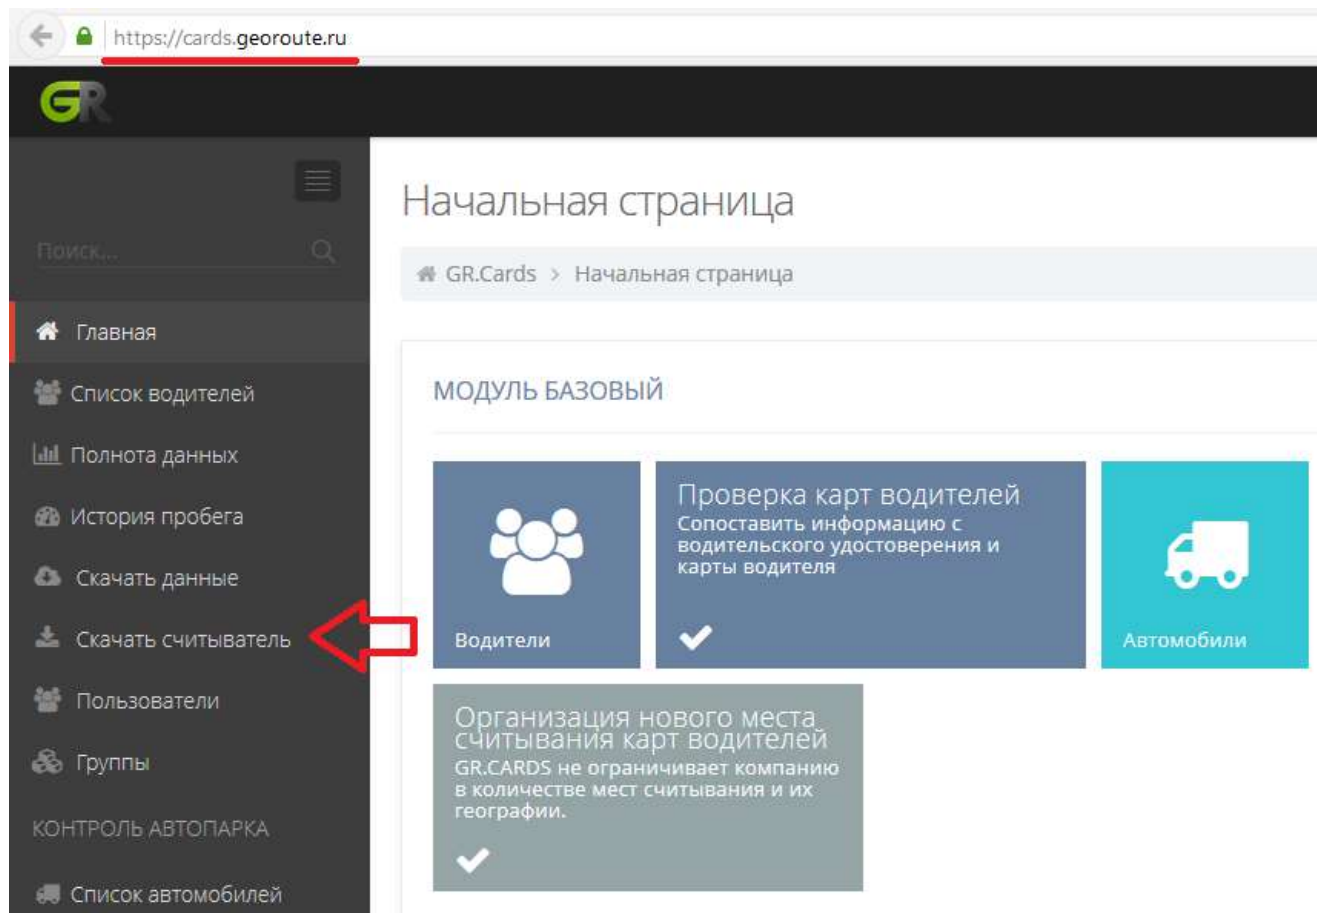 https://cards.georoute.ru
GR
Начальная страница
Поиск...
GR.Cards > Начальная страница
Главная
Список водителей
Полнота данных
История пробега
Скачать данные
Скачать считыватель
Пользователи
Группы
КОНТРОЛЬ АВТОПАРКА
Список автомобилей
МОДУЛЬ БАЗОВЫЙ
Водители
Проверка карт водителей
Сопоставить информацию с
водительского удостоверения и
карты водителя
Автомобили
Организация нового места
считывания карт водителей
GR.CARDS не ограничивает компанию
в количестве мест считывания и их
географии.